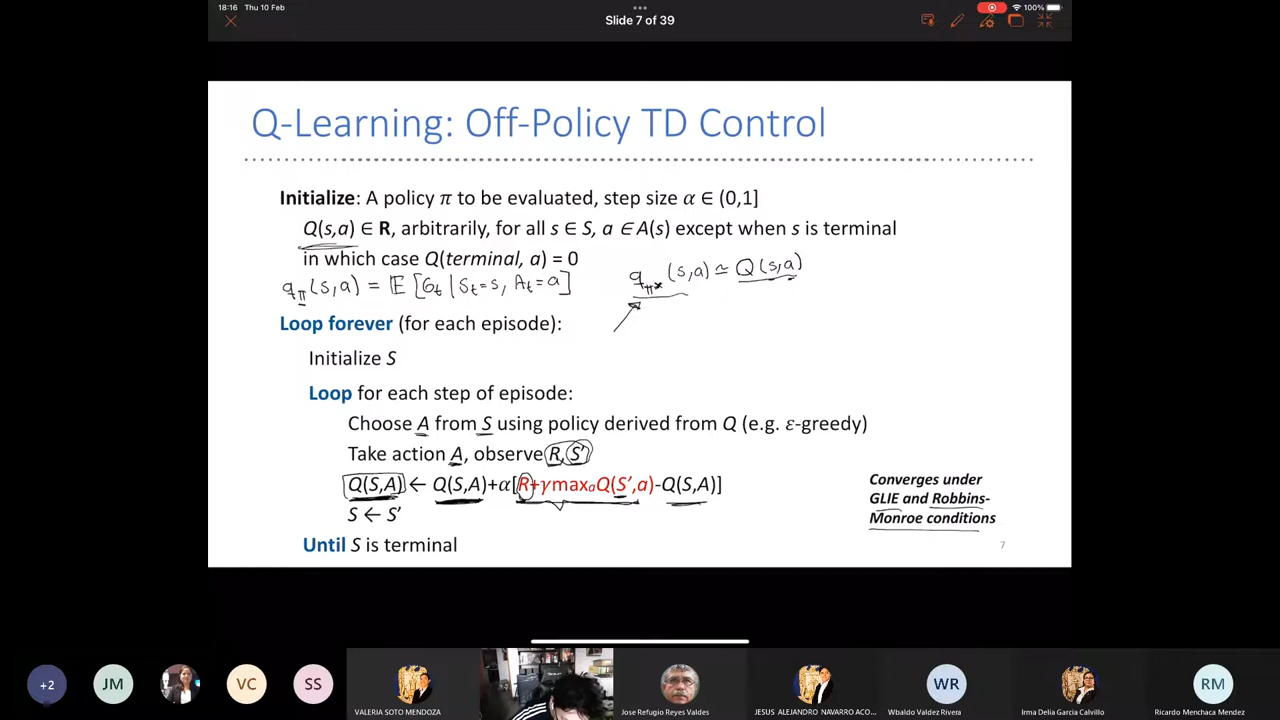 18:16 Thu 10 Feb
100%
Slide 7 of 39
Q-Learning: Off-Policy TD Control
Initialize: A policy π to be evaluated, step size α ∈ (0,1]
Q(s,a) ∈ R, arbitrarily, for all s ∈ S, a ∈ A(s) except when s is terminal
in which case Q(terminal, a) = 0
qπ(s,a) = 𝔼[Gt | St=s, At=a]
qπ*(s,a) ≃ Q(s,a)
Loop forever (for each episode):
Initialize S
Loop for each step of episode:
Choose A from S using policy derived from Q (e.g. ε-greedy)
Take action A, observe R, S'
Q(S,A) ← Q(S,A)+α[R+γmaxaQ(S',a)-Q(S,A)]
S ← S'
Until S is terminal
Converges under
GLIE and Robbins-
Monroe conditions
7
+2
JM
VC
SS
WR
RM
VALERIA SOTO MENDOZA
Jose Refugio Reyes Valdes
JESUS ALEJANDRO NAVARRO ACO...
Wbaldo Valdez Rivera
Irma Delia Garcia Calvillo
Ricardo Menchaca Mendez